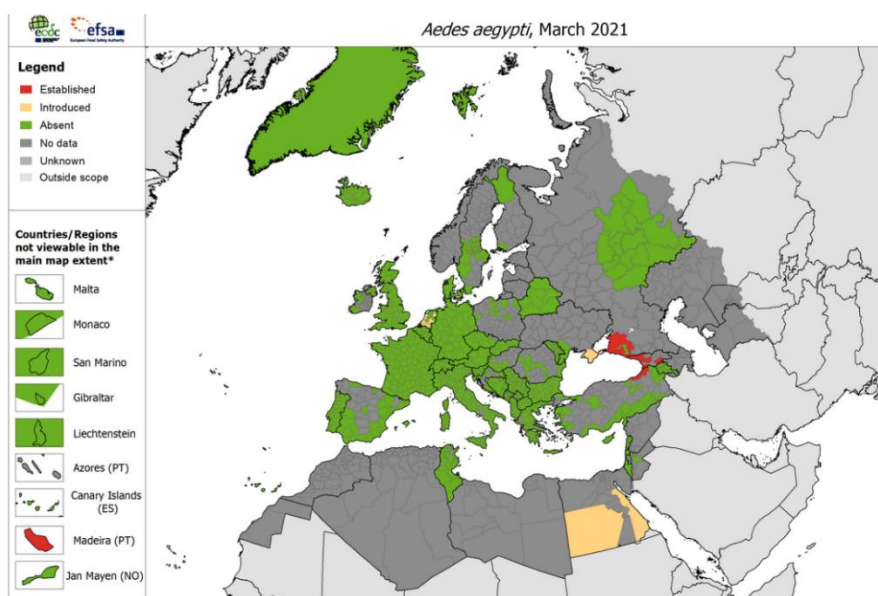 ecdc
efsa
European Food Safety Authority
Aedes aegypti, March 2021
Legend
Established
Introduced
Absent
No data
Unknown
Outside scope
Countries/Regions
not viewable in the
main map extent*
Malta
Monaco
San Marino
Gibraltar
Liechtenstein
Azores (PT)
Canary Islands
(ES)
Madeira (PT)
Jan Mayen (NO)